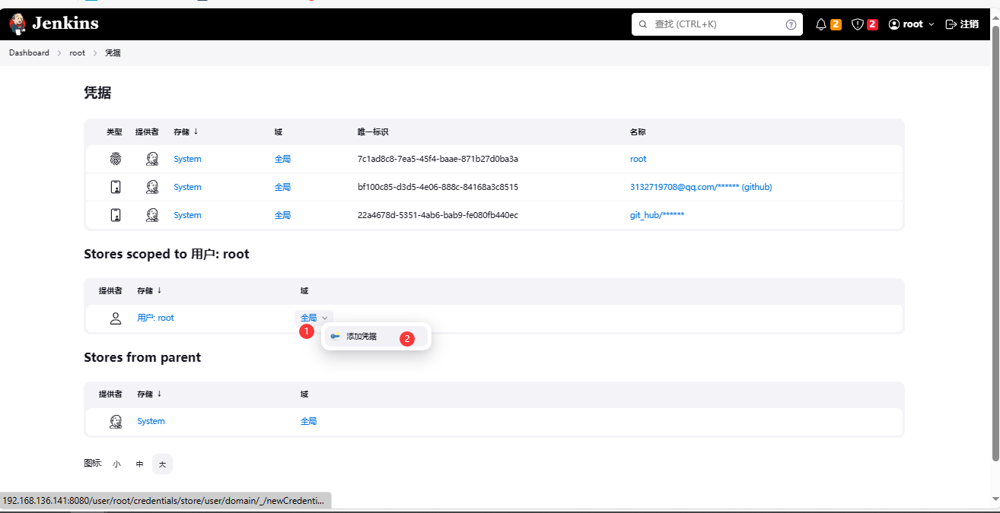 Jenkins
查找 (CTRL+K)
2
2
root
注销
Dashboard
root
凭据
凭据
类型 提供者 存储 ↓ 域 唯一标识 名称
System 全局 7c1ad8c8-7ea5-45f4-baae-871b27d0ba3a root
System 全局 bf100c85-d3d5-4e06-888c-84168a3c8515 3132719708@qq.com/****** (github)
System 全局 22a4678d-5351-4ab6-bab9-fe080fb440ec git_hub/******
Stores scoped to 用户: root
提供者 存储 ↓ 域
用户: root 全局
1
添加凭据 2
Stores from parent
提供者 存储 ↓ 域
System 全局
图标: 小 中 大
192.168.136.141:8080/user/root/credentials/store/user/domain/_/newCredenti...